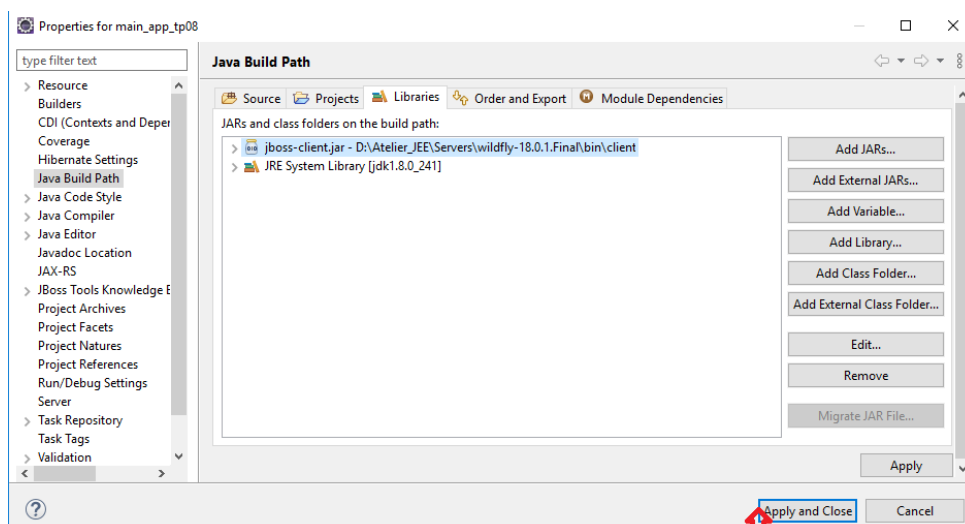 Properties for main_app_tp08
type filter text
Resource
Builders
CDI (Contexts and Deper
Coverage
Hibernate Settings
Java Build Path
Java Code Style
Java Compiler
Java Editor
Javadoc Location
JAX-RS
JBoss Tools Knowledge E
Project Archives
Project Facets
Project Natures
Project References
Run/Debug Settings
Server
Task Repository
Task Tags
Validation
Java Build Path
Source Projects Libraries Order and Export Module Dependencies
JARs and class folders on the build path:
jboss-client.jar - D:\Atelier_JEE\Servers\wildfly-18.0.1.Final\bin\client
JRE System Library [jdk1.8.0_241]
Add JARs...
Add External JARs...
Add Variable...
Add Library...
Add Class Folder...
Add External Class Folder...
Edit...
Remove
Migrate JAR File...
Apply
Apply and Close
Cancel